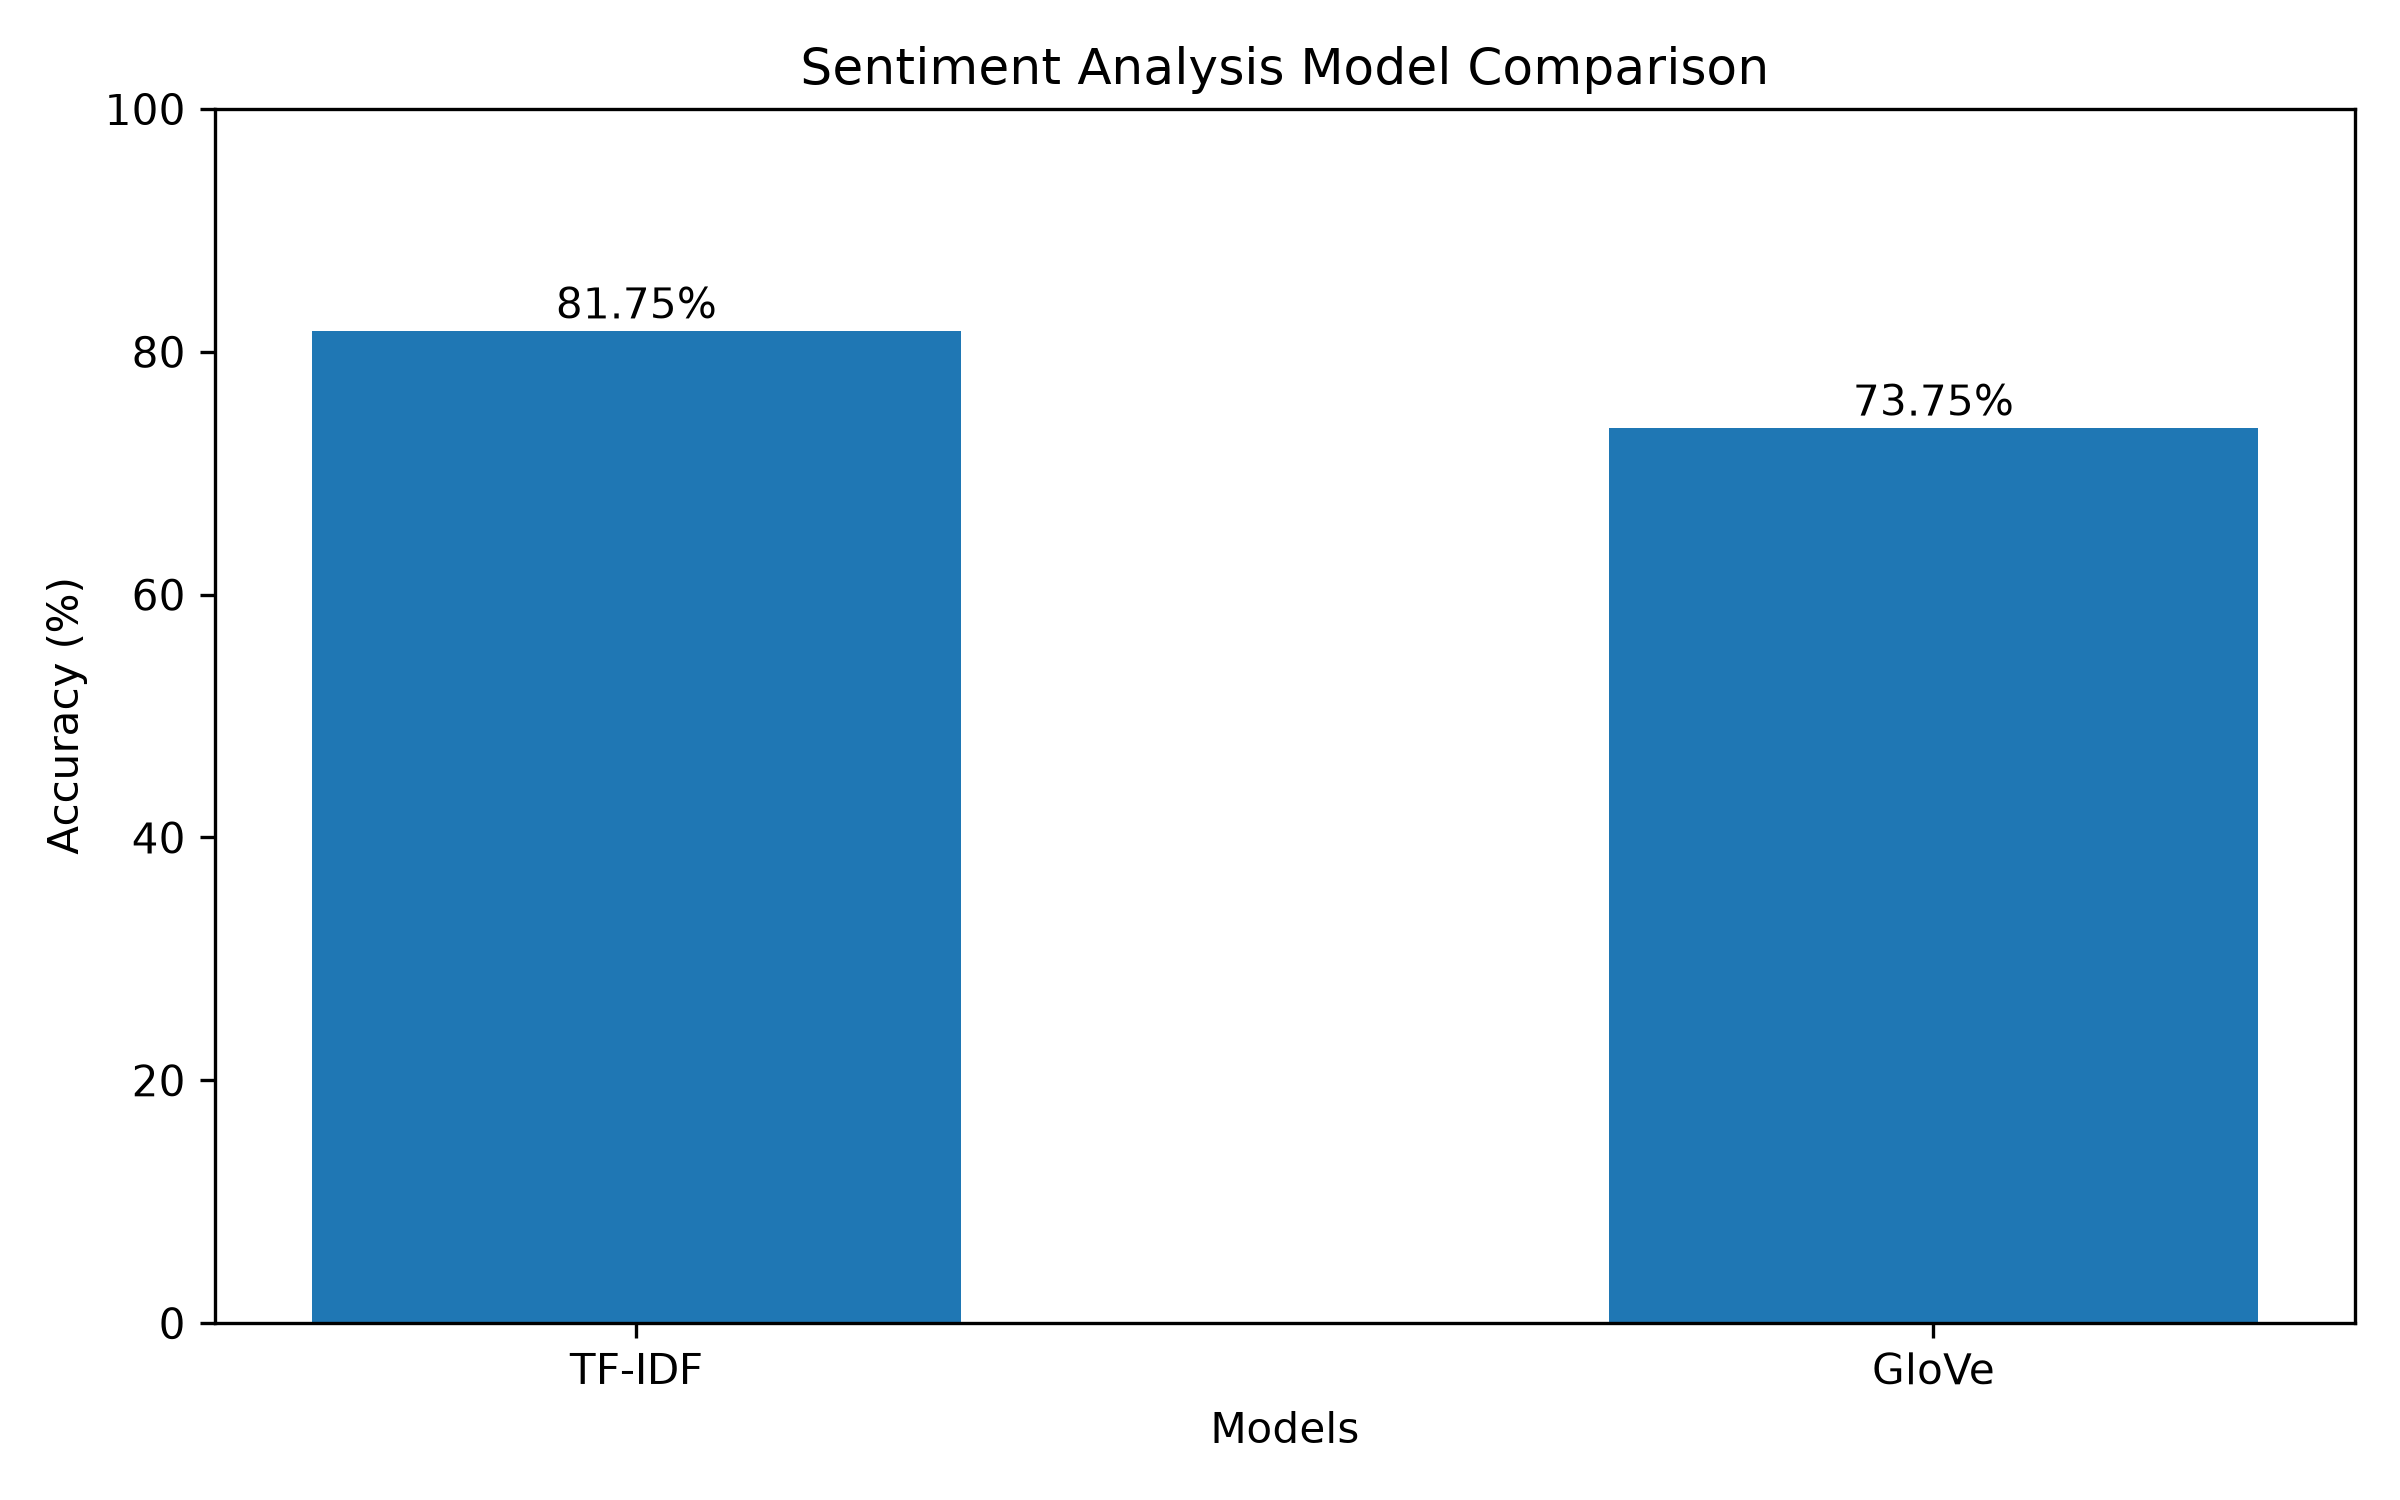 Sentiment Analysis Model Comparison
100
80
60
40
20
0
Accuracy (%)
81.75%
73.75%
TF-IDF
GloVe
Models